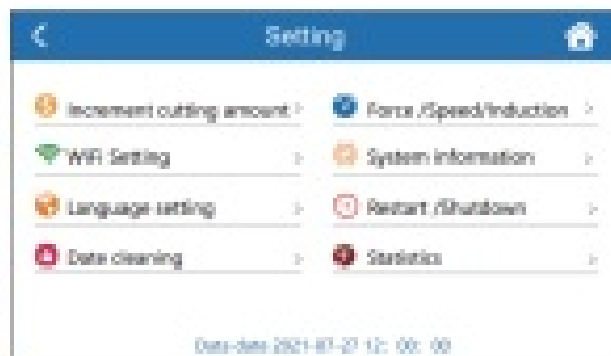 Setting
Increment cutting amount
Force /Speed/Induction
WiFi Setting
System information
Language setting
Restart /Shutdown
Date cleaning
Statistics
Data-date 2021-07-27 12: 00: 00